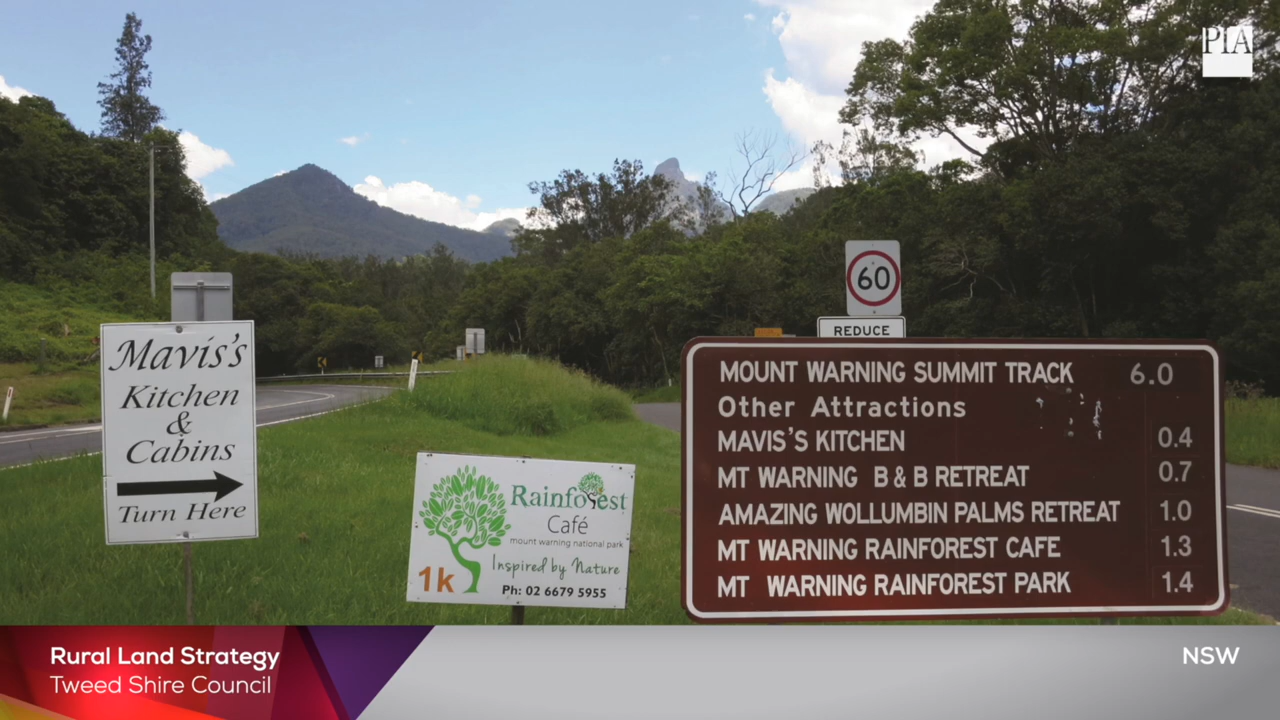 PIA
Mavis's
Kitchen
&
Cabins
Turn Here
Rainforest
Café
mount warning national park
Inspired by Nature
1k
Ph: 02 6679 5955
60
REDUCE
MOUNT WARNING SUMMIT TRACK 6.0
Other Attractions
MAVIS'S KITCHEN 0.4
MT WARNING B & B RETREAT 0.7
AMAZING WOLLUMBIN PALMS RETREAT 1.0
MT WARNING RAINFOREST CAFE 1.3
MT WARNING RAINFOREST PARK 1.4
Rural Land Strategy
Tweed Shire Council
NSW